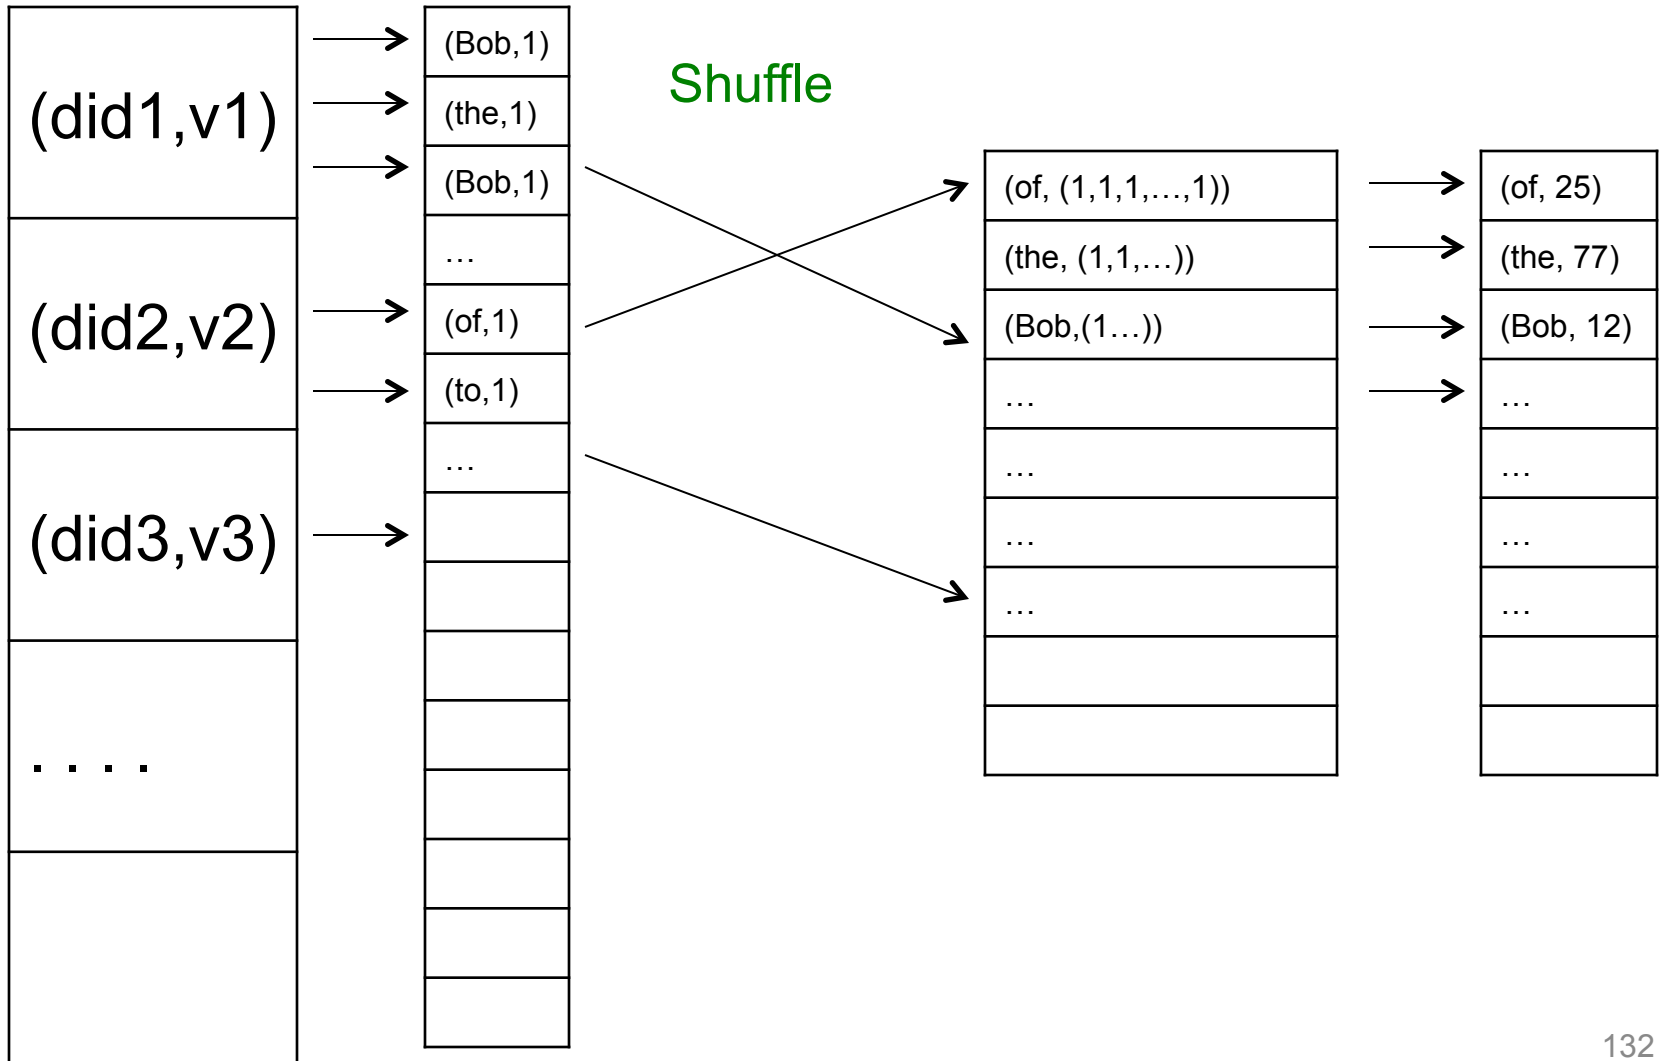 (did1,v1)
(did2,v2)
(did3,v3)
. . . .
(Bob,1)
(the,1)
(Bob,1)
…
(of,1)
(to,1)
…
Shuffle
(of, (1,1,1,…,1))
(the, (1,1,…))
(Bob,(1…))
…
…
…
…
(of, 25)
(the, 77)
(Bob, 12)
…
…
…
…
132